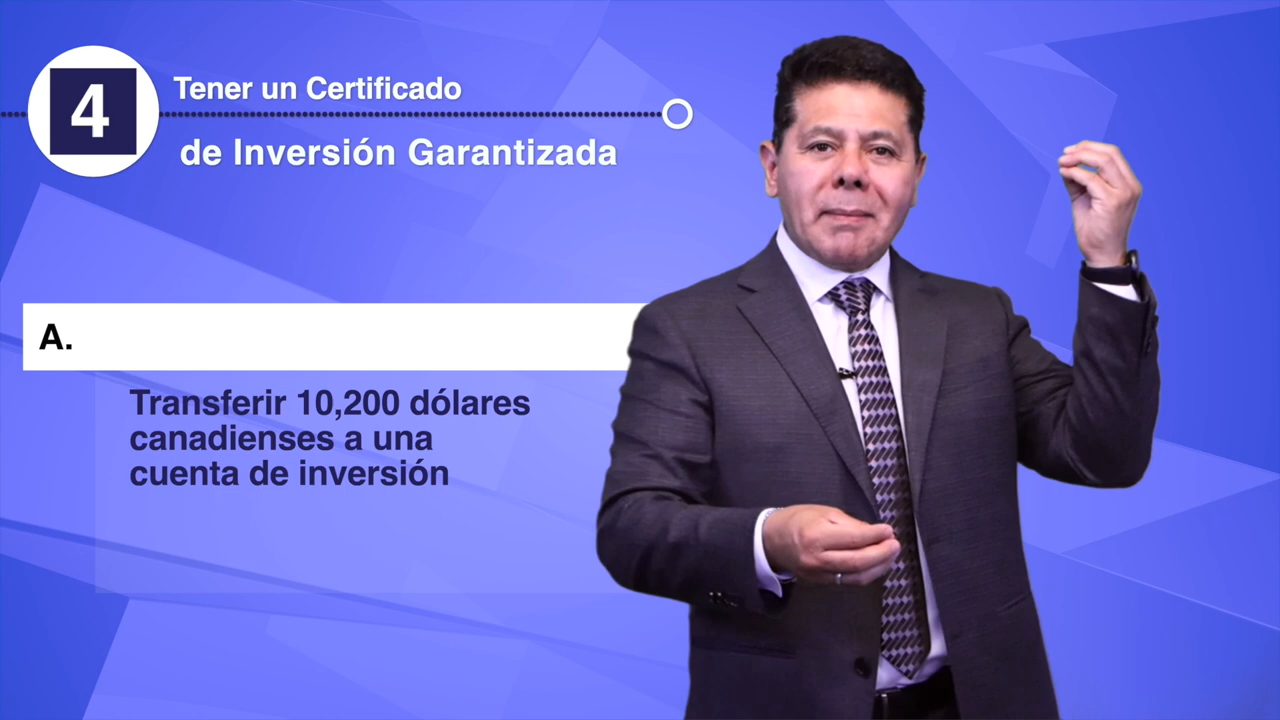 4
Tener un Certificado
de Inversión Garantizada
A.
Transferir 10,200 dólares
canadienses a una
cuenta de inversión